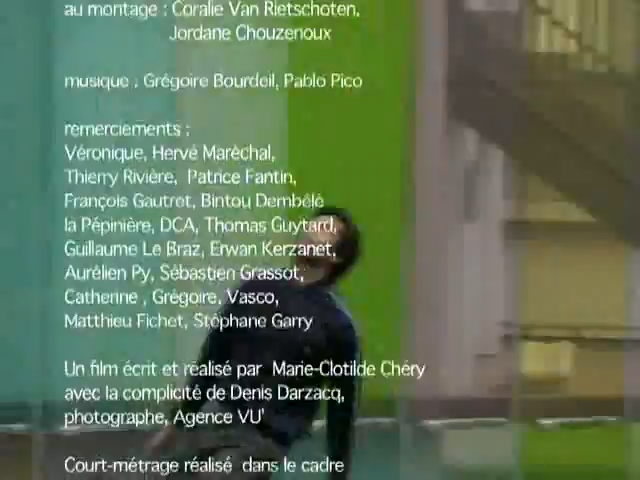 au montage : Coralie Van Rietschoten,
Jordane Chouzenoux
musique : Grégoire Bourdeil, Pablo Pico
remerciements :
Véronique, Hervé Maréchal,
Thierry Rivière, Patrice Fantin,
François Gautret, Bintou Dembélé
la Pépinière, DCA, Thomas Guytard,
Guillaume Le Braz, Erwan Kerzanet,
Aurélien Py, Sébastien Grassot,
Catherine , Grégoire, Vasco,
Matthieu Fichet, Stéphane Garry
Un film écrit et réalisé par Marie-Clotilde Chéry
avec la complicité de Denis Darzacq,
photographe, Agence VU'
Court-métrage réalisé dans le cadre